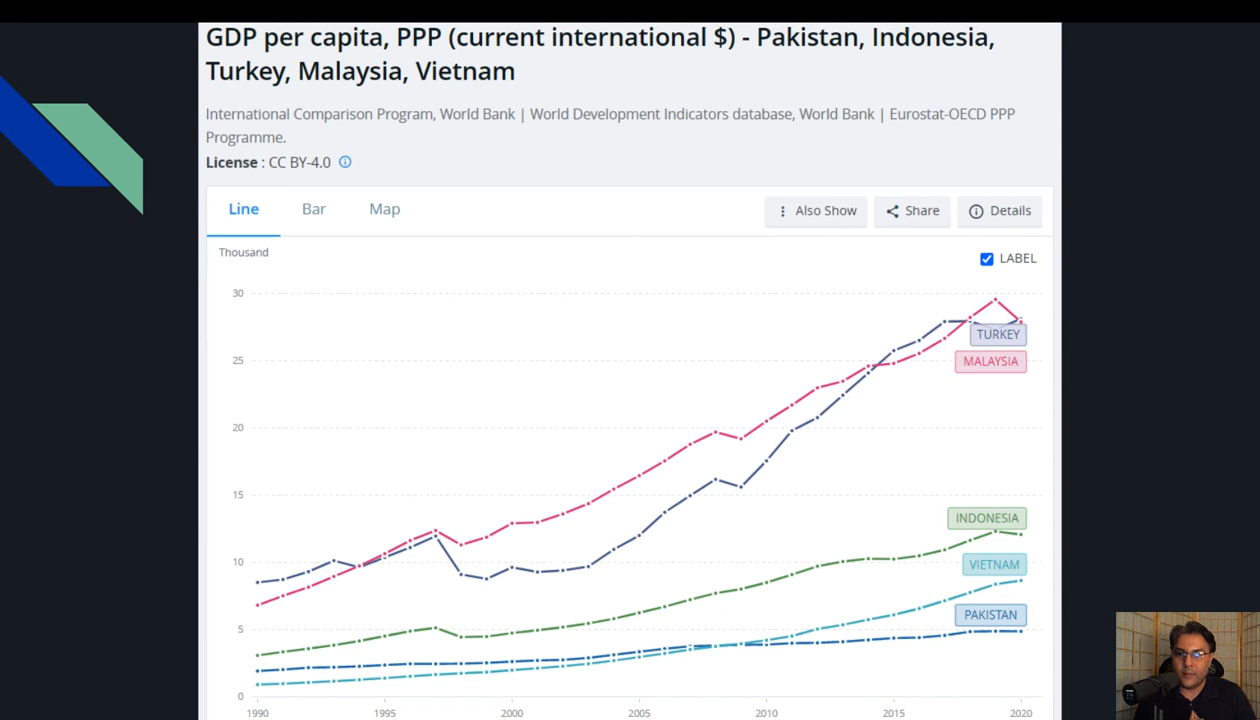 GDP per capita, PPP (current international $) - Pakistan, Indonesia,
Turkey, Malaysia, Vietnam
International Comparison Program, World Bank | World Development Indicators database, World Bank | Eurostat-OECD PPP
Programme.
License : CC BY-4.0
Line Bar Map Also Show Share Details
Thousand
LABEL
30
TURKEY
25
MALAYSIA
20
15
INDONESIA
10
VIETNAM
PAKISTAN
5
0
1990 1995 2000 2005 2010 2015 2020